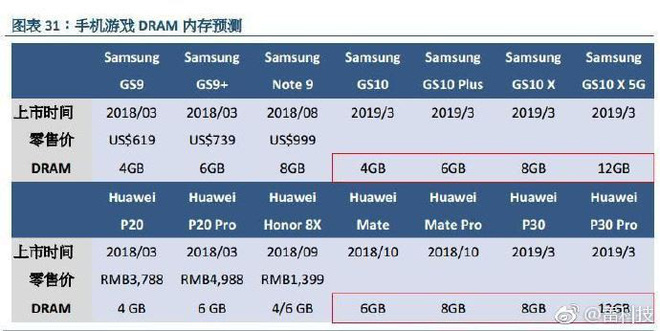 图表 31：手机游戏 DRAM 内存预测
Samsung Samsung Samsung Samsung Samsung Samsung Samsung
GS9 GS9+ Note 9 GS10 GS10 Plus GS10 X GS10 X 5G
上市时间 2018/03 2018/03 2018/08 2019/3 2019/3 2019/3 2019/3
零售价 US$619 US$739 US$999
DRAM 4GB 6GB 8GB 4GB 6GB 8GB 12GB
Huawei Huawei Huawei Huawei Huawei Huawei Huawei
P20 P20 Pro Honor 8X Mate Mate Pro P30 P30 Pro
上市时间 2018/03 2018/03 2018/09 2018/10 2018/10 2019/3 2019/3
零售价 RMB3,788 RMB4,988 RMB1,399
DRAM 4 GB 6 GB 4/6 GB 6GB 8GB 8GB 12GB